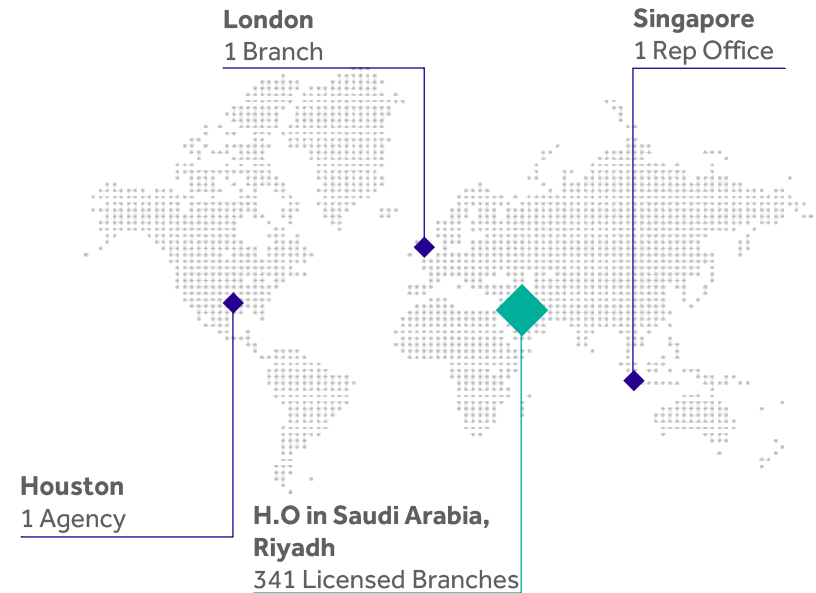 London
1 Branch
Singapore
1 Rep Office
Houston
1 Agency
H.O in Saudi Arabia,
Riyadh
341 Licensed Branches